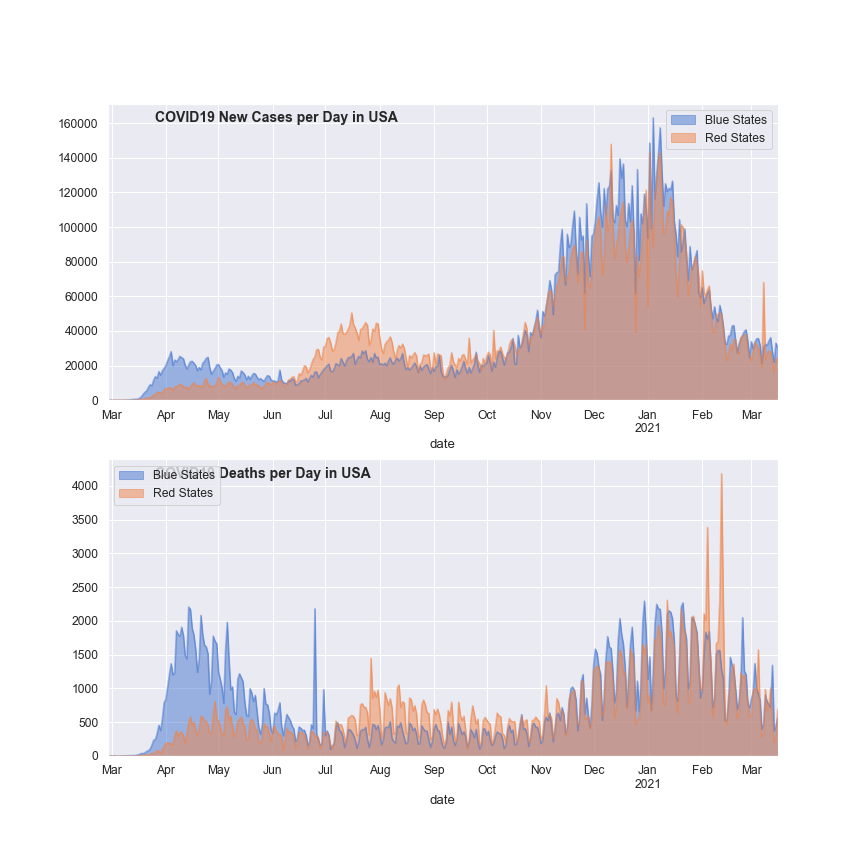 COVID19 New Cases per Day in USA
Blue States
Red States
160000
140000
120000
100000
80000
60000
40000
20000
0
Mar Apr May Jun Jul Aug Sep Oct Nov Dec Jan Feb Mar
2021
date
COVID19 Deaths per Day in USA
Blue States
Red States
4000
3500
3000
2500
2000
1500
1000
500
0
Mar Apr May Jun Jul Aug Sep Oct Nov Dec Jan Feb Mar
2021
date